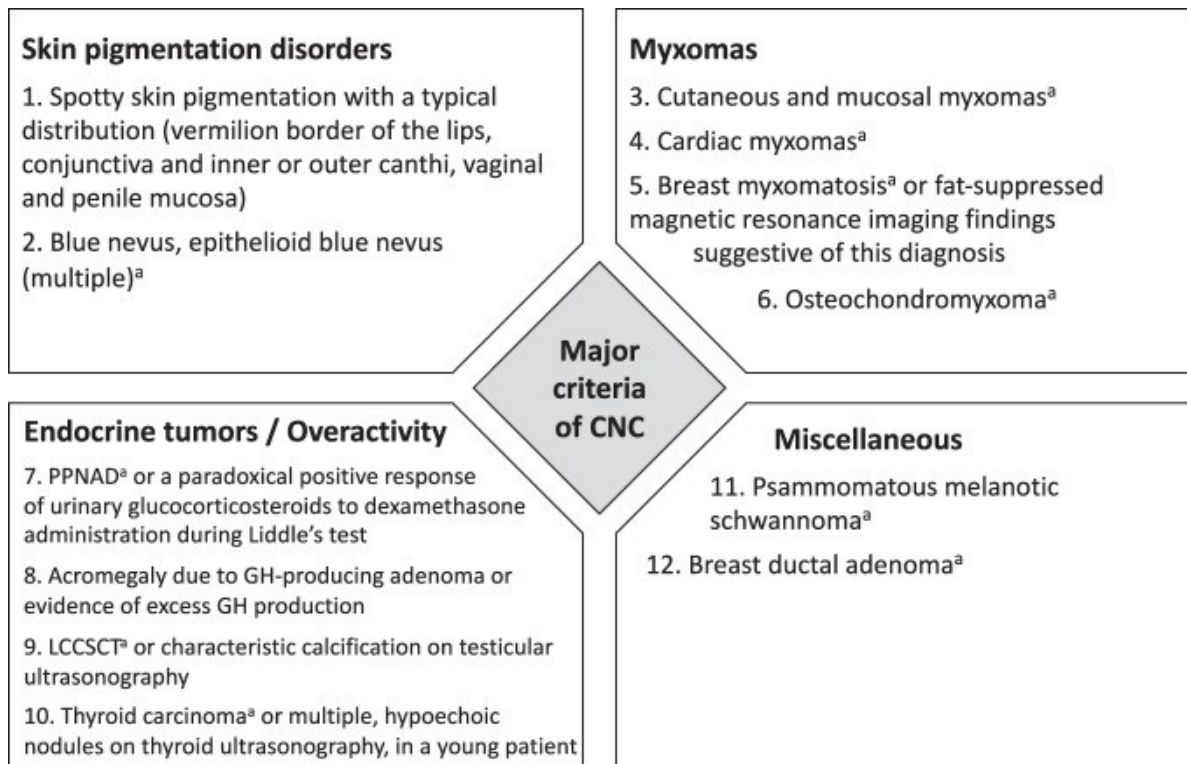 Skin pigmentation disorders
1. Spotty skin pigmentation with a typical
distribution (vermilion border of the lips,
conjunctiva and inner or outer canthi, vaginal
and penile mucosa)
2. Blue nevus, epithelioid blue nevus
(multiple)ᵃ
Myxomas
3. Cutaneous and mucosal myxomasᵃ
4. Cardiac myxomasᵃ
5. Breast myxomatosisᵃ or fat-suppressed
magnetic resonance imaging findings
suggestive of this diagnosis
6. Osteochondromyxomaᵃ
Major
criteria
of CNC
Endocrine tumors / Overactivity
7. PPNADᵃ or a paradoxical positive response
of urinary glucocorticosteroids to dexamethasone
administration during Liddle’s test
8. Acromegaly due to GH-producing adenoma or
evidence of excess GH production
9. LCCSCTᵃ or characteristic calcification on testicular
ultrasonography
10. Thyroid carcinomaᵃ or multiple, hypoechoic
nodules on thyroid ultrasonography, in a young patient
Miscellaneous
11. Psammomatous melanotic
schwannomaᵃ
12. Breast ductal adenomaᵃ